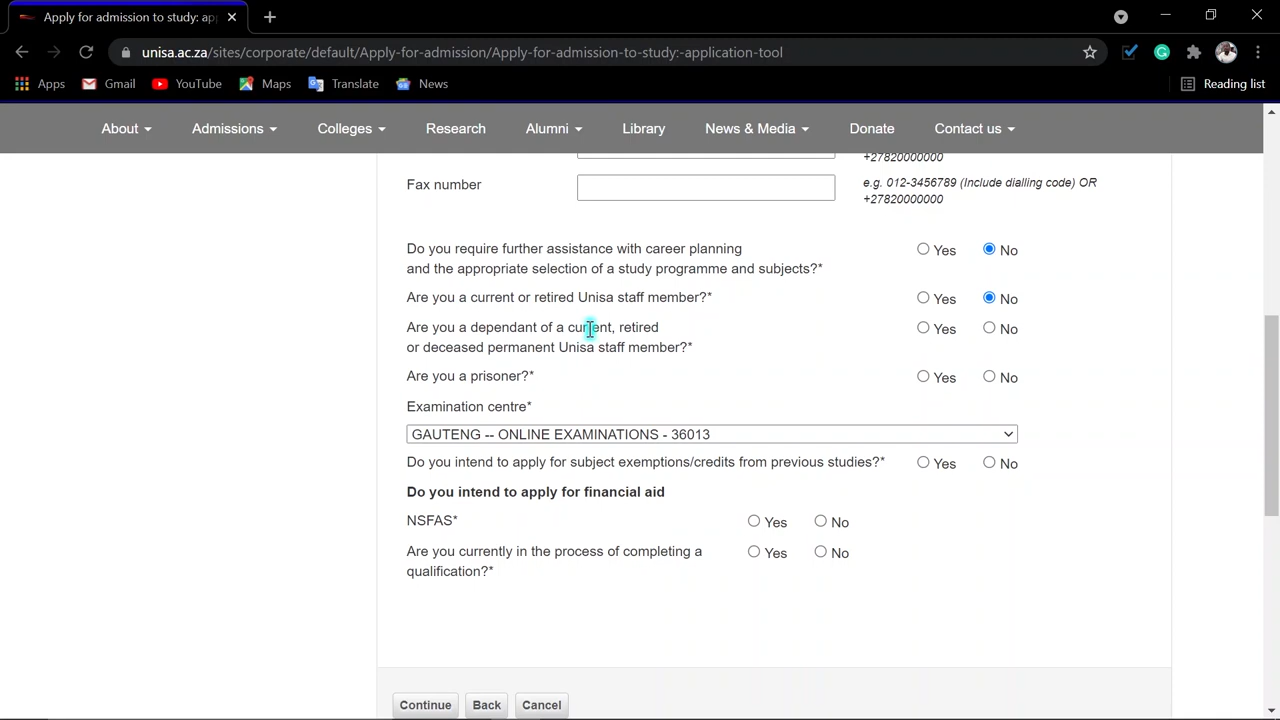 Apply for admission to study: ap
unisa.ac.za/sites/corporate/default/Apply-for-admission/Apply-for-admission-to-study:-application-tool
Apps Gmail YouTube Maps Translate News Reading list
About Admissions Colleges Research Alumni Library News & Media Donate Contact us
+27820000000
Fax number e.g. 012-3456789 (Include dialling code) OR
+27820000000
Do you require further assistance with career planning
and the appropriate selection of a study programme and subjects?* Yes No
Are you a current or retired Unisa staff member?* Yes No
Are you a dependant of a current, retired Yes No
or deceased permanent Unisa staff member?*
Are you a prisoner?* Yes No
Examination centre*
GAUTENG -- ONLINE EXAMINATIONS - 36013
Do you intend to apply for subject exemptions/credits from previous studies?* Yes No
Do you intend to apply for financial aid
NSFAS* Yes No
Are you currently in the process of completing a Yes No
qualification?*
Continue Back Cancel